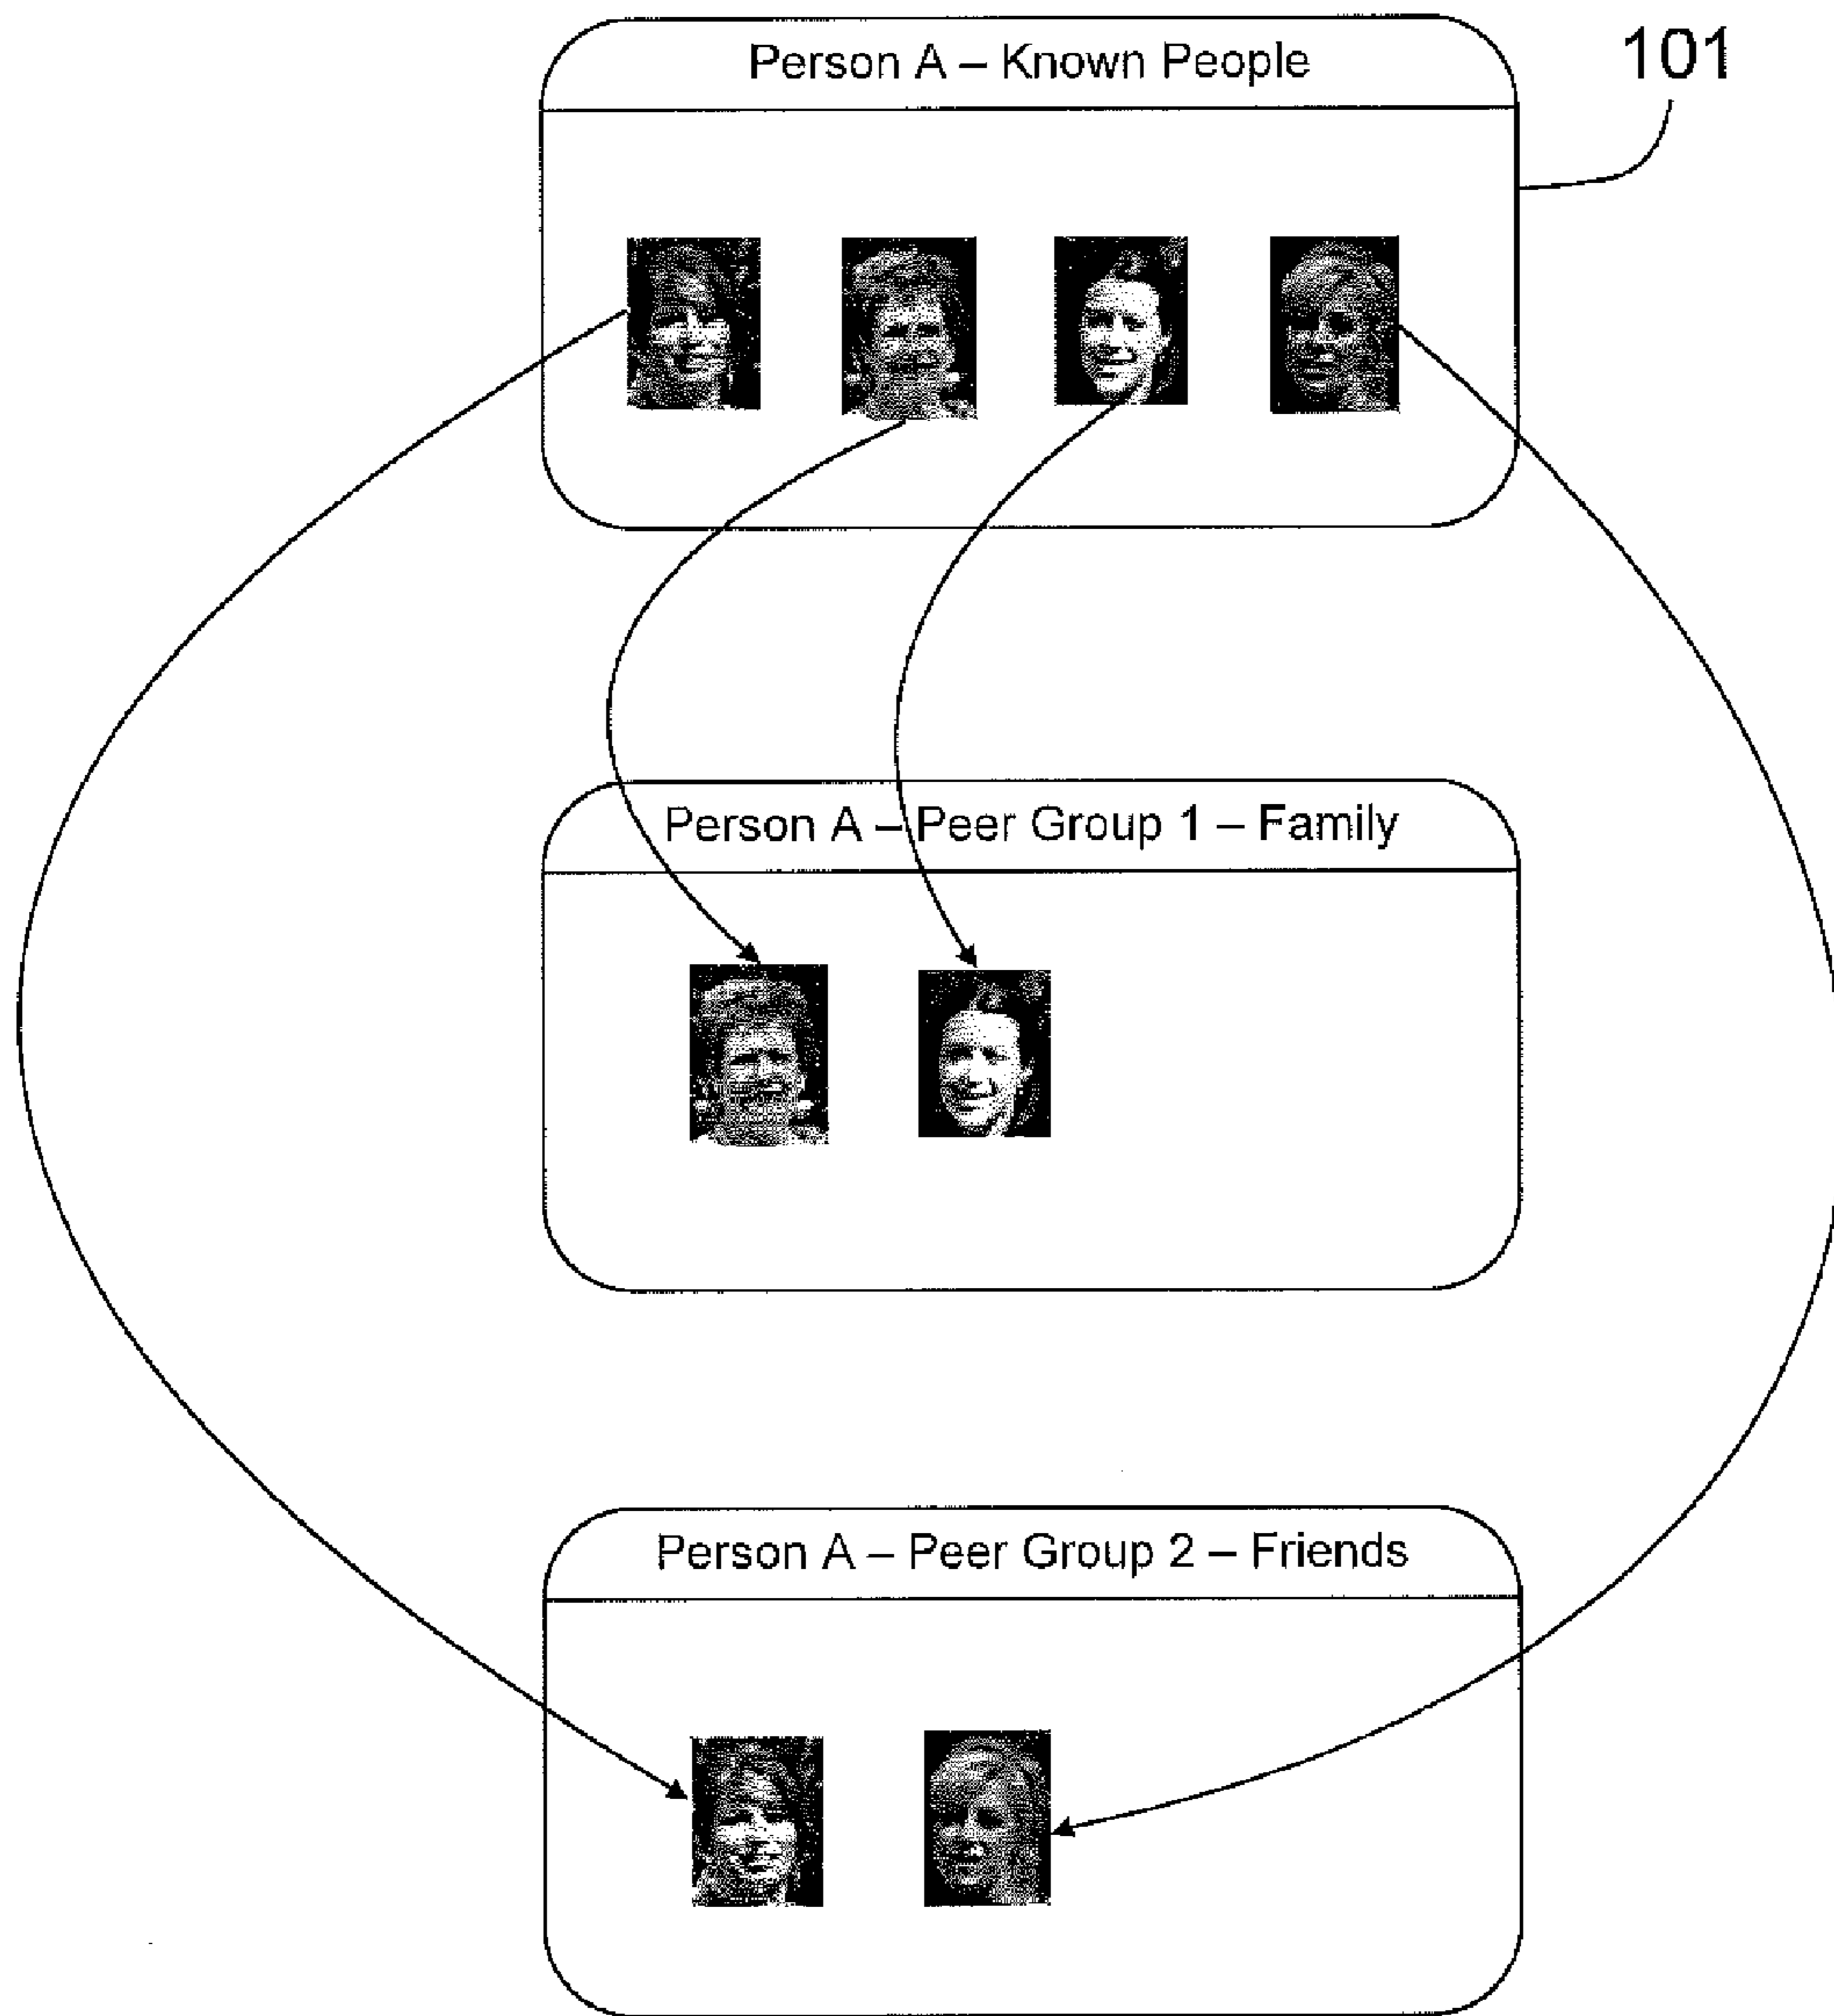 Person A – Known People
101
Person A – Peer Group 1 – Family
Person A – Peer Group 2 – Friends